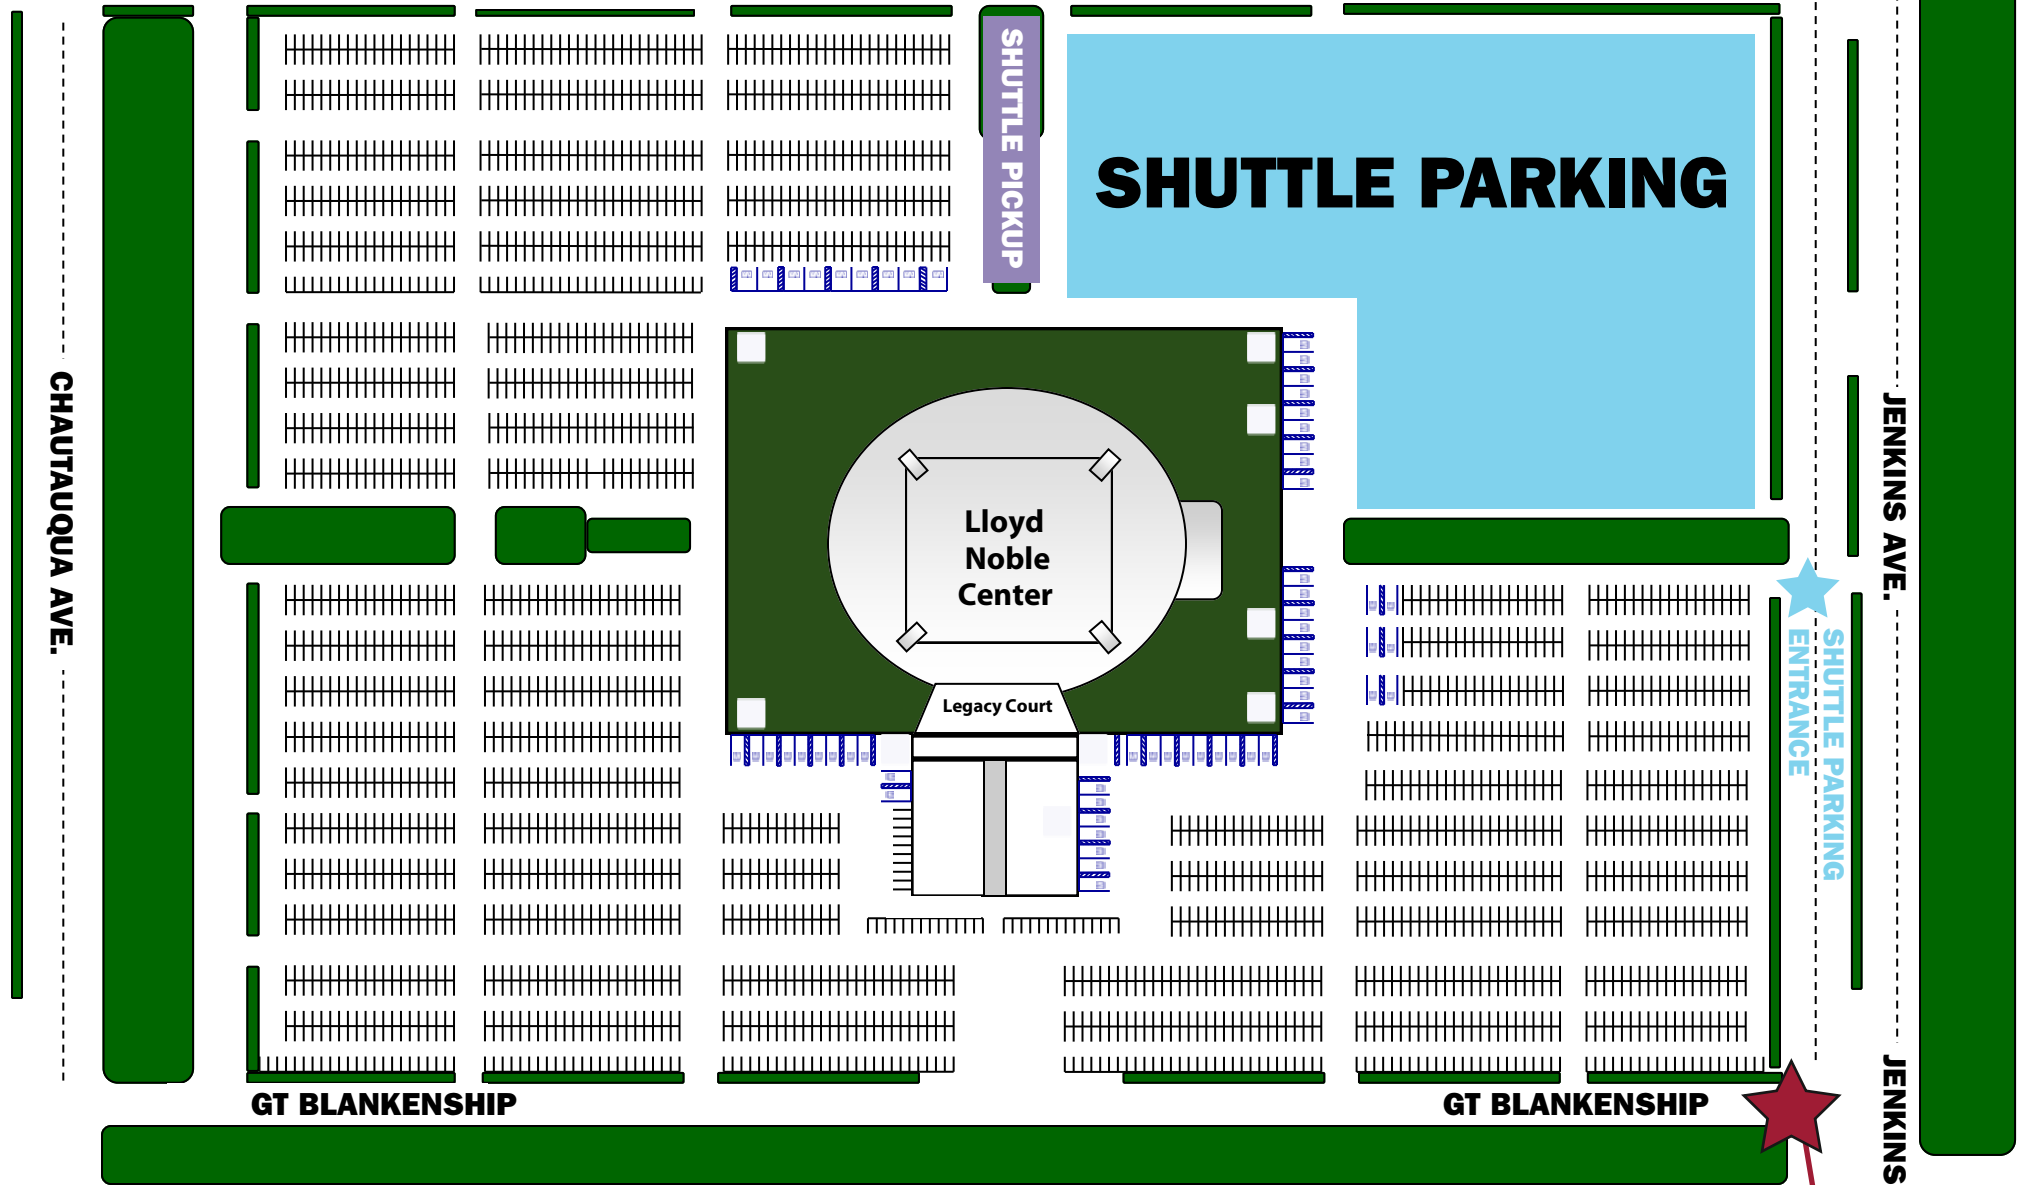 SHUTTLE PICKUP
SHUTTLE PARKING
CHAUTAUQUA AVE.
JENKINS AVE.
Lloyd
Noble
Center
Legacy Court
SHUTTLE PARKING
ENTRANCE
GT BLANKENSHIP
GT BLANKENSHIP
JENKINS